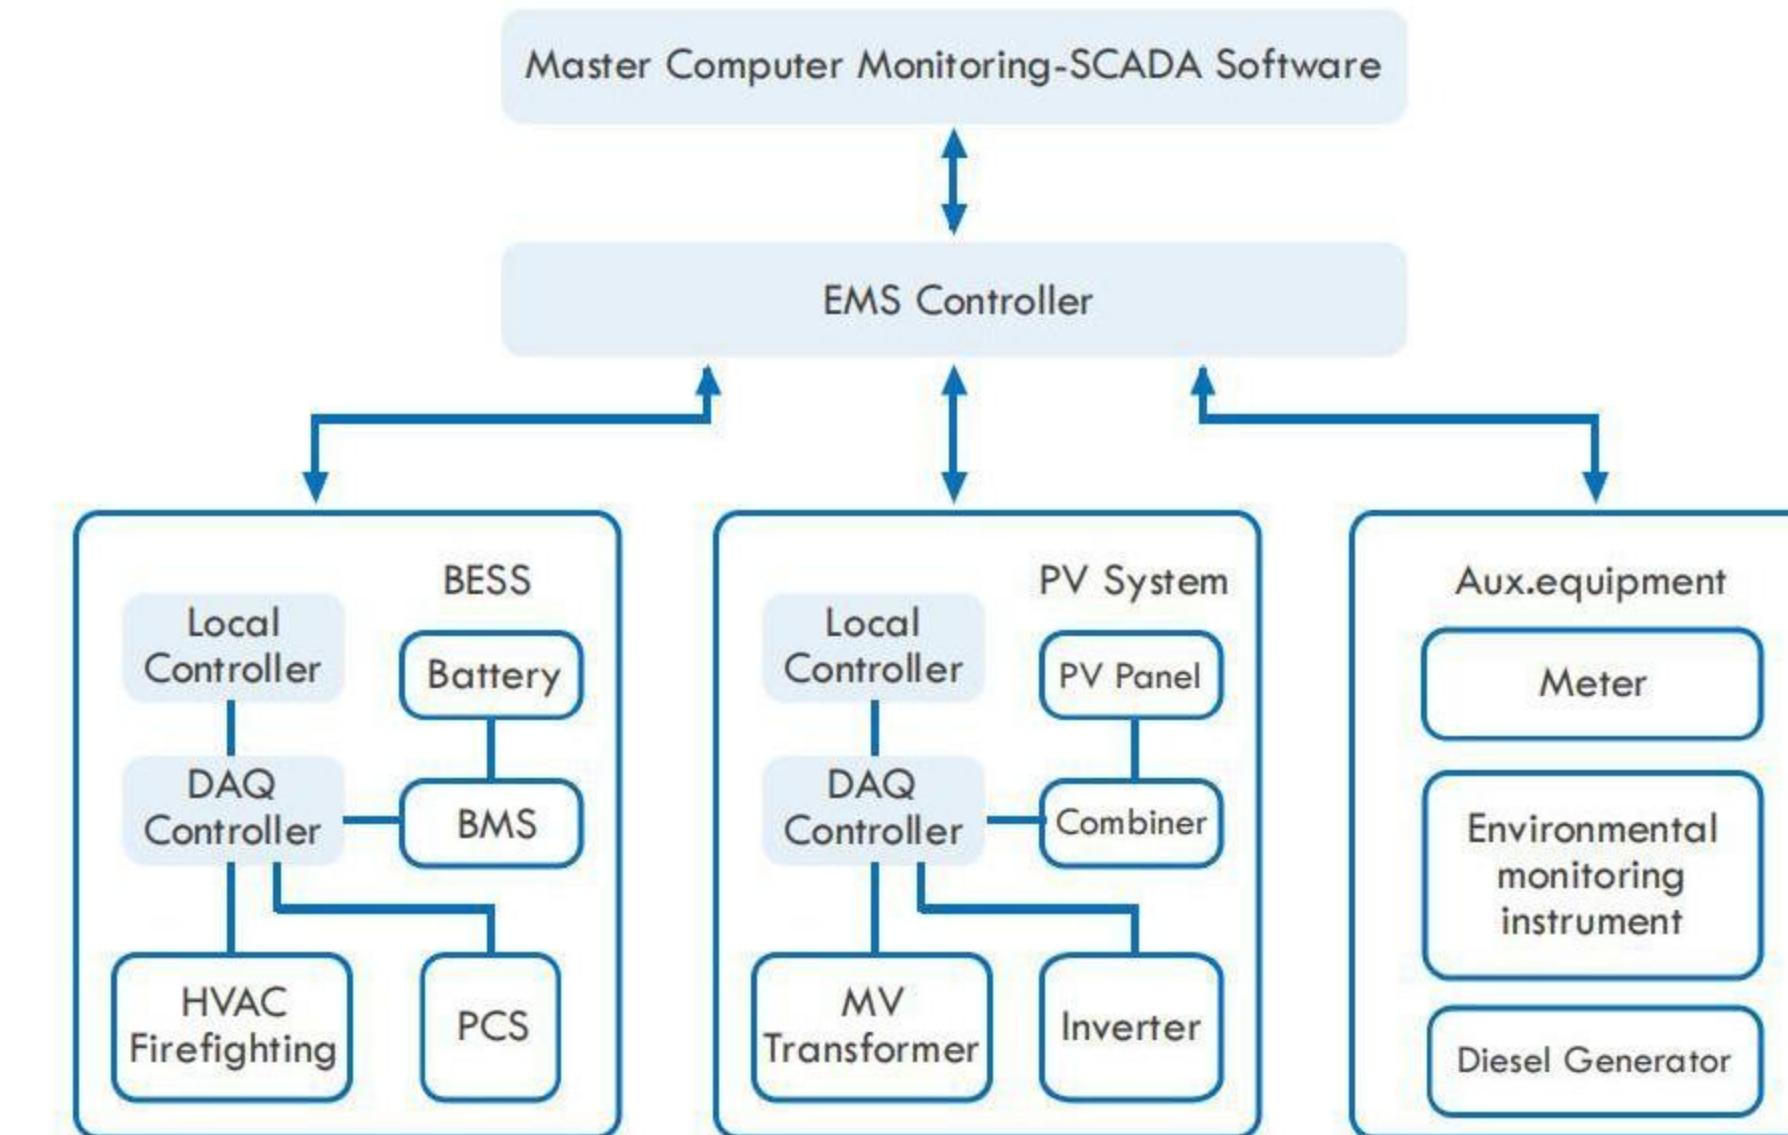 Master Computer Monitoring-SCADA Software
EMS Controller
BESS
Local
Controller
Battery
DAQ
Controller
BMS
HVAC
Firefighting
PCS
PV System
Local
Controller
PV Panel
DAQ
Controller
Combiner
MV
Transformer
Inverter
Aux.equipment
Meter
Environmental
monitoring
instrument
Diesel Generator